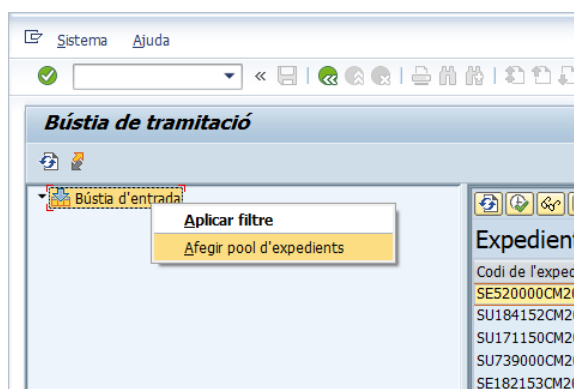 Sistema Ajuda
Bústia de tramitació
Bústia d'entrada
Aplicar filtre
Afegir pool d'expedients
Codi de l'exped
SE520000CM20
SU184152CM20
SU171150CM20
SU739000CM20
SE182153CM20